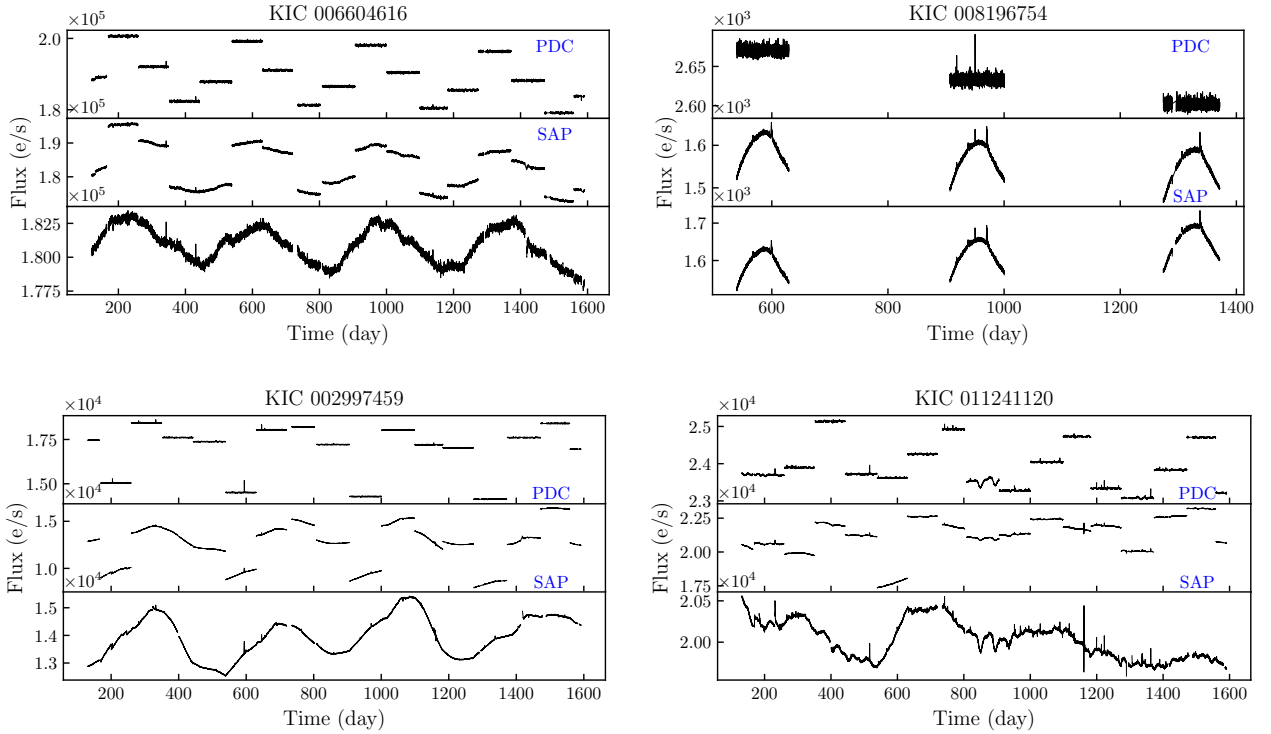 KIC 006604616
×10⁵
2.0
PDC
1.8
×10⁵
1.9
SAP
1.8
×10⁵
1.825
1.800
1.775
Flux (e/s)
200 400 600 800 1000 1200 1400 1600
Time (day)
KIC 008196754
×10³
PDC
2.65
2.60
×10³
1.6
1.5
×10³
SAP
1.7
1.6
Flux (e/s)
600 800 1000 1200 1400
Time (day)
KIC 002997459
×10⁴
1.75
1.50
×10⁴
PDC
1.5
1.0
×10⁴
SAP
1.5
1.4
1.3
Flux (e/s)
200 400 600 800 1000 1200 1400 1600
Time (day)
KIC 011241120
×10⁴
2.5
2.4
2.3
×10⁴
PDC
2.25
2.00
1.75
×10⁴
SAP
2.05
2.00
Flux (e/s)
200 400 600 800 1000 1200 1400 1600
Time (day)